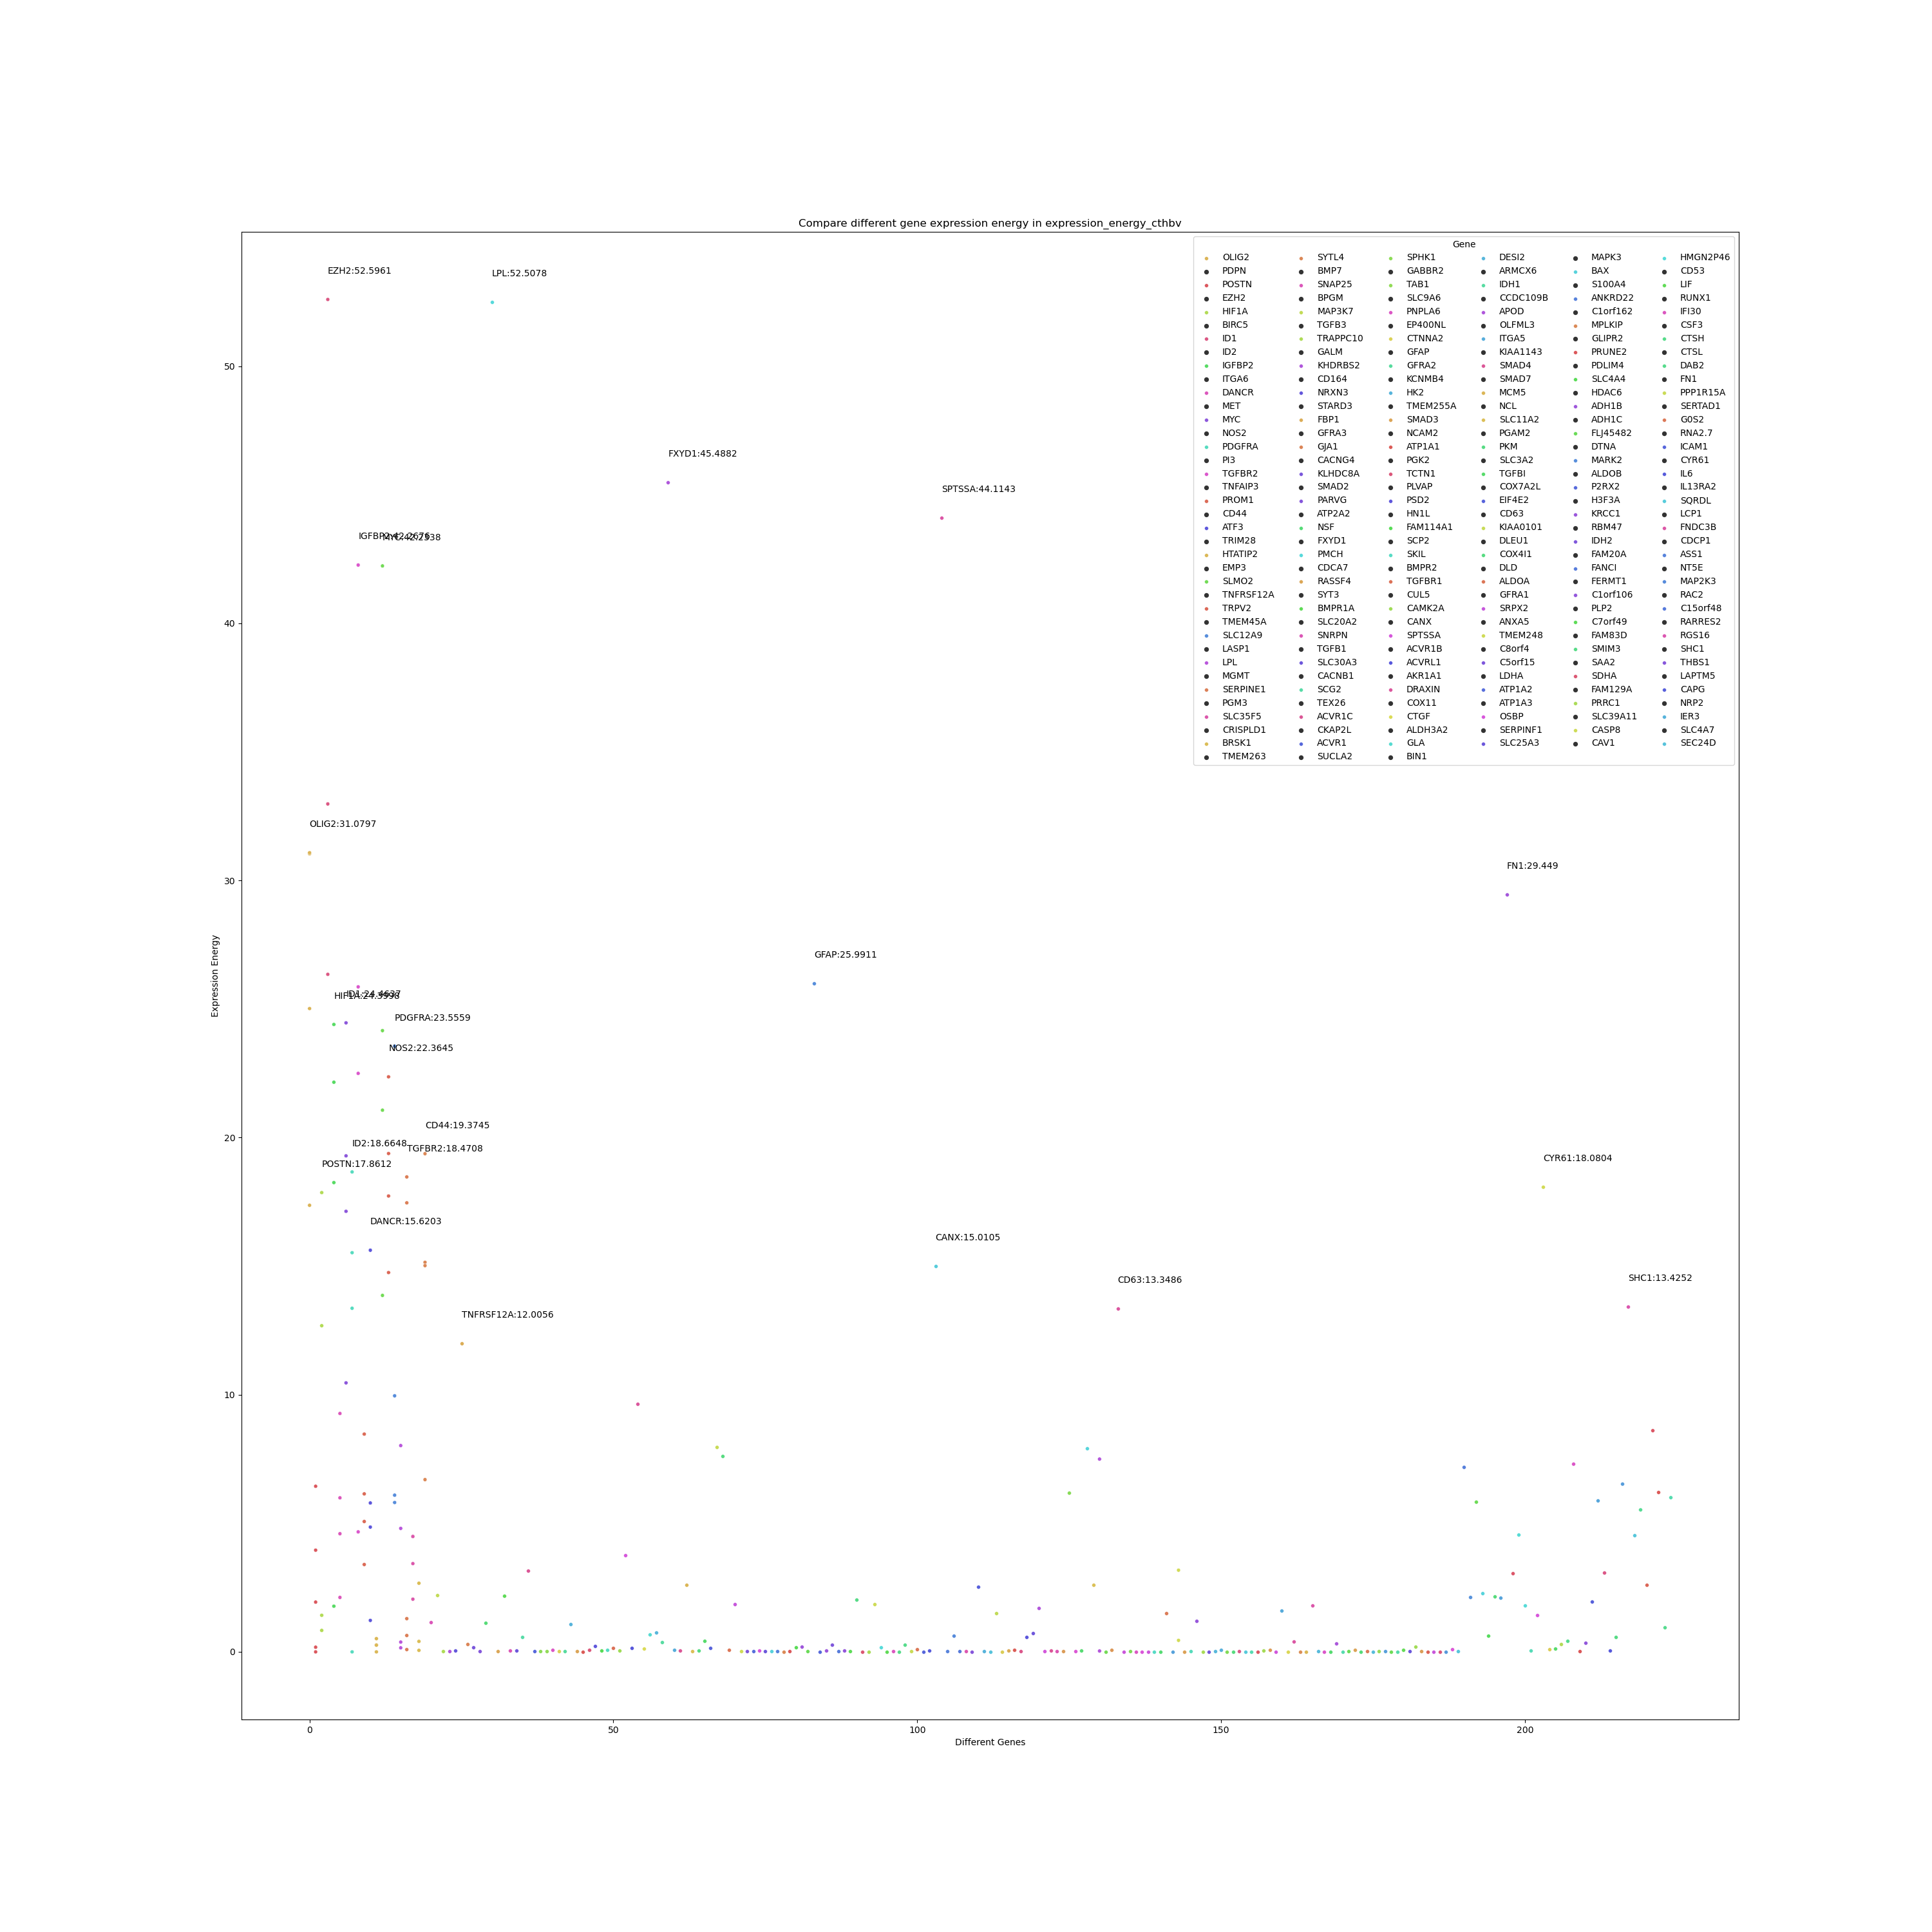 Compare different gene expression energy in expression_energy_cthbv
Gene
OLIG2 SYTL4 SPHK1 DESI2 MAPK3 HMGN2P46
PDPN BMP7 GABBR2 ARMCX6 BAX CD53
POSTN SNAP25 TAB1 IDH1 S100A4 LIF
EZH2 BPGM SLC9A6 CCDC109B ANKRD22 RUNX1
HIF1A MAP3K7 PNPLA6 APOD C1orf162 IFI30
BIRC5 TGFB3 EP400NL OLFML3 MPLKIP CSF3
ID1 TRAPPC10 CTNNA2 ITGA5 GLIPR2 CTSH
ID2 GALM GFAP KIAA1143 PRUNE2 CTSL
IGFBP2 KHDRBS2 GFRA2 SMAD4 PDLIM4 DAB2
ITGA6 CD164 KCNMB4 SMAD7 SLC4A4 FN1
DANCR NRXN3 HK2 MCM5 HDAC6 PPP1R15A
MET STARD3 TMEM255A NCL ADH1B SERTAD1
MYC FBP1 SMAD3 SLC11A2 ADH1C G0S2
NOS2 GFRA3 NCAM2 PGAM2 FLJ45482 RNA2.7
PDGFRA GJA1 ATP1A1 PKM DTNA ICAM1
PI3 CACNG4 PGK2 SLC3A2 MARK2 CYR61
TGFBR2 KLHDC8A TCTN1 TGFBI ALDOB IL6
TNFAIP3 SMAD2 PLVAP COX7A2L P2RX2 IL13RA2
PROM1 PARVG PSD2 EIF4E2 H3F3A SQRDL
CD44 ATP2A2 HN1L CD63 KRCC1 LCP1
ATF3 NSF FAM114A1 KIAA0101 RBM47 FNDC3B
TRIM28 FXYD1 SCP2 DLEU1 IDH2 CDCP1
HTATIP2 PMCH SKIL COX4I1 FAM20A ASS1
EMP3 CDCA7 BMPR2 DLD FANCI NT5E
SLMO2 RASSF4 TGFBR1 ALDOA FERMT1 MAP2K3
TNFRSF12A SYT3 CUL5 GFRA1 C1orf106 RAC2
TRPV2 BMPR1A CAMK2A SRPX2 PLP2 C15orf48
TMEM45A SLC20A2 CANX ANXA5 C7orf49 RARRES2
SLC12A9 SNRPN SPTSSA TMEM248 FAM83D RGS16
LASP1 TGFB1 ACVR1B C8orf4 SMIM3 SHC1
LPL SLC30A3 ACVRL1 C5orf15 SAA2 THBS1
MGMT CACNB1 AKR1A1 LDHA SDHA LAPTM5
SERPINE1 SCG2 DRAXIN ATP1A2 FAM129A CAPG
PGM3 TEX26 COX11 ATP1A3 PRRC1 NRP2
SLC35F5 ACVR1C CTGF OSBP SLC39A11 IER3
CRISPLD1 CKAP2L ALDH3A2 SERPINF1 CASP8 SLC4A7
BRSK1 ACVR1 GLA SLC25A3 CAV1 SEC24D
TMEM263 SUCLA2 BIN1
EZH2:52.5961
LPL:52.5078
50
FXYD1:45.4882
SPTSSA:44.1143
IGFBP2:42.2676
MYC:42.2338
40
OLIG2:31.0797
30
FN1:29.449
GFAP:25.9911
ID1:24.4637
HIF1A:24.3998
PDGFRA:23.5559
NOS2:22.3645
CD44:19.3745
20
ID2:18.6648
TGFBR2:18.4708
POSTN:17.8612
CYR61:18.0804
DANCR:15.6203
CANX:15.0105
CD63:13.3486
SHC1:13.4252
TNFRSF12A:12.0056
10
0
Expression Energy
0 50 100 150 200
Different Genes